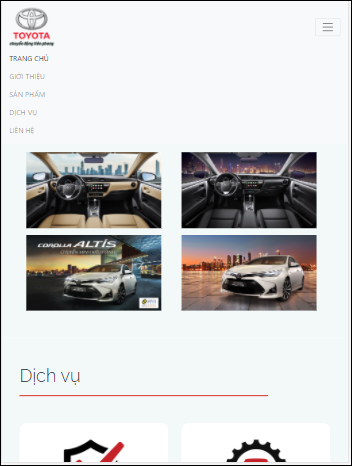 TOYOTA
chuyển động tiên phong
TRANG CHỦ
GIỚI THIỆU
SẢN PHẨM
DỊCH VỤ
LIÊN HỆ
COROLLA ALTIS
Dịch vụ